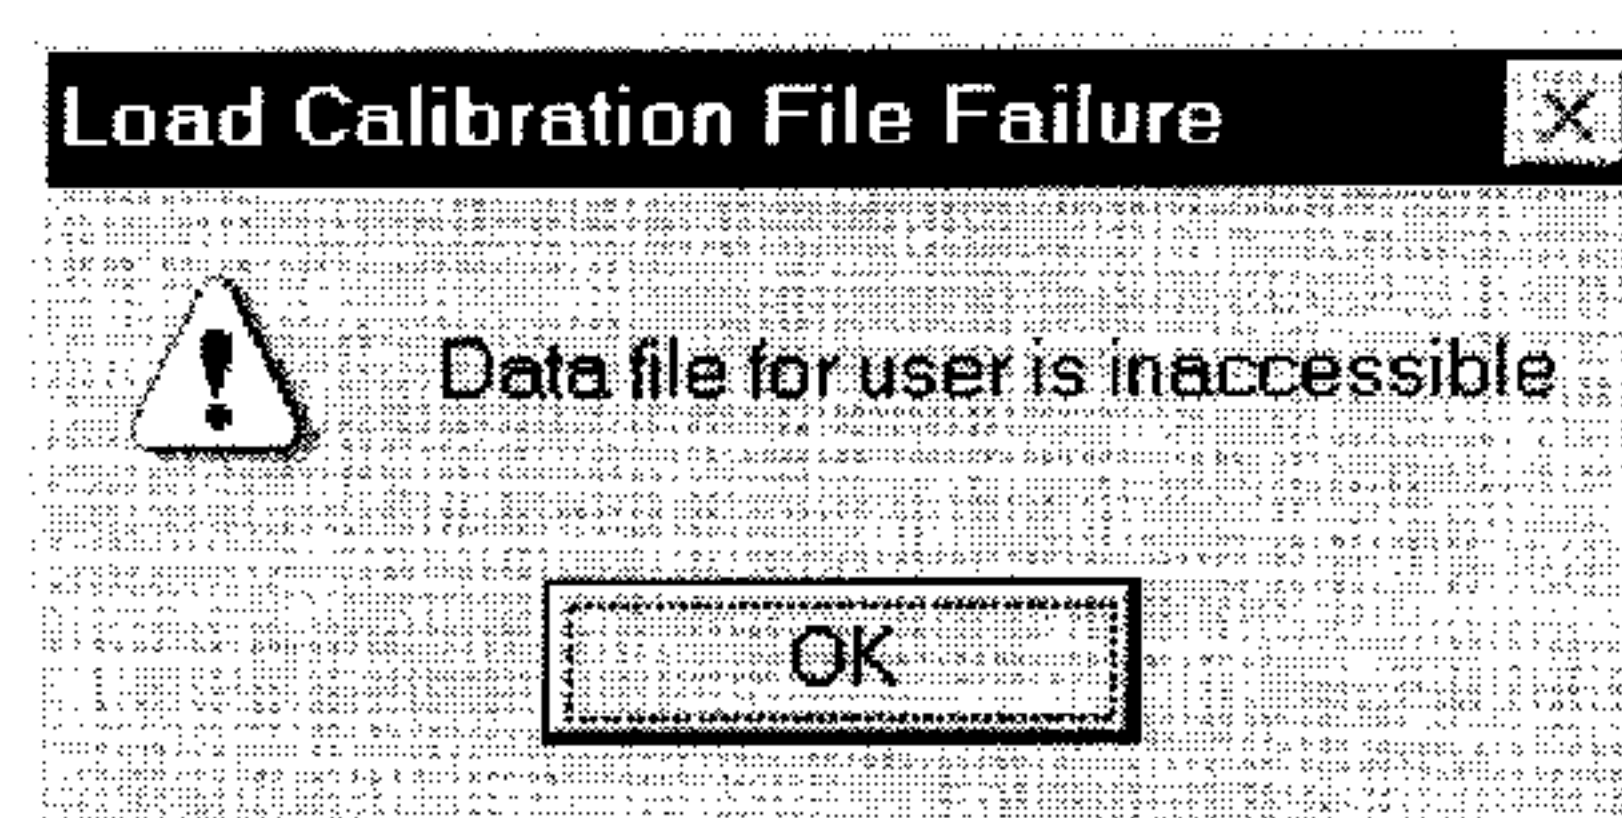 Load Calibration File Failure
Data file for user is inaccessible
OK